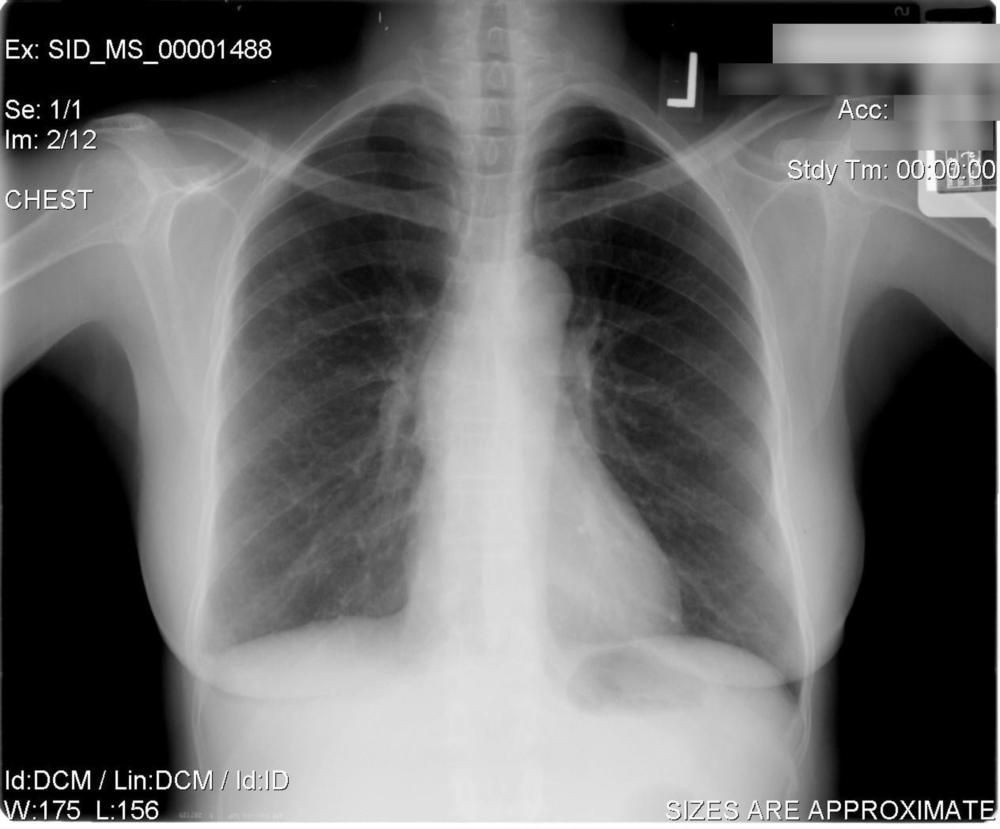 Ex: SID_MS_00001488
Se: 1/1
Im: 2/12
CHEST
L
Acc:
Stdy Tm: 00:00:00
Id:DCM / Lin:DCM / Id:ID
W:175 L:156
SIZES ARE APPROXIMATE